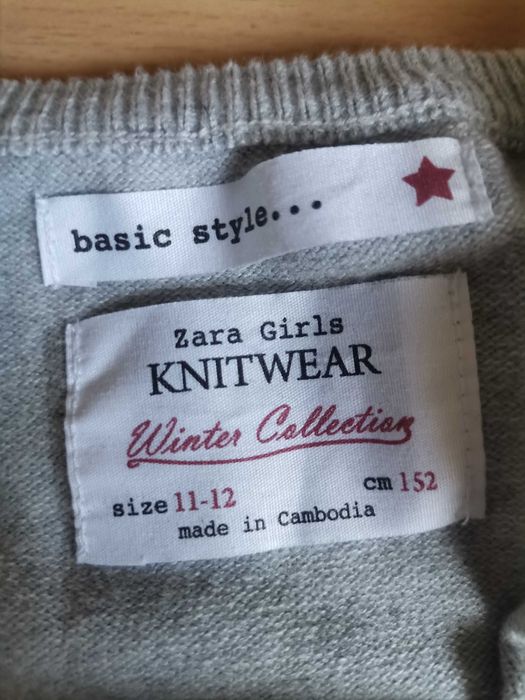 basic style...
Zara Girls
KNITWEAR
Winter Collection
size 11-12 cm 152
made in Cambodia